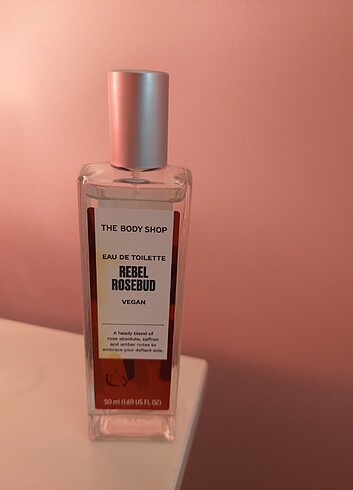 THE BODY SHOP
EAU DE TOILETTE
REBEL
ROSEBUD
VEGAN
A heady blend of
rose absolute, saffron
and amber notes to
embrace your defiant side.
50 ml (1.69 US FL OZ)